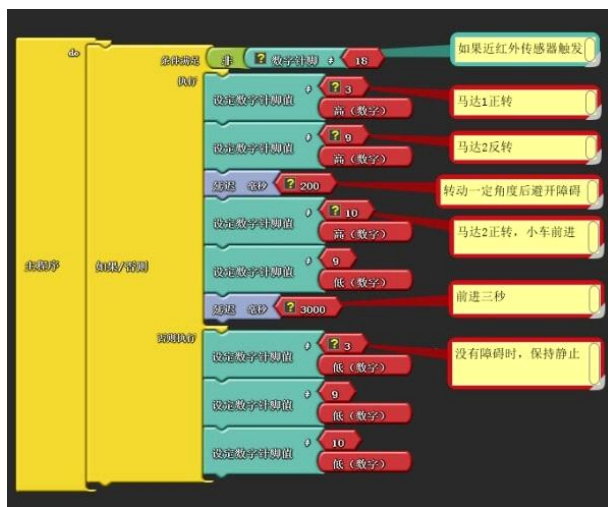 do
条件满足 非 数字针脚 # 18
如果近红外传感器触发
执行
设定数字针脚值 # 3
高（数字）
马达1正转
设定数字针脚值 # 9
高（数字）
马达2反转
延迟 毫秒 200
转动一定角度后避开障碍
设定数字针脚值 # 10
高（数字）
马达2正转，小车前进
主程序
如果/否则
设定数字针脚值 # 9
低（数字）
延迟 毫秒 3000
前进三秒
否则执行
设定数字针脚值 # 3
低（数字）
没有障碍时，保持静止
设定数字针脚值 # 9
低（数字）
设定数字针脚值 # 10
低（数字）